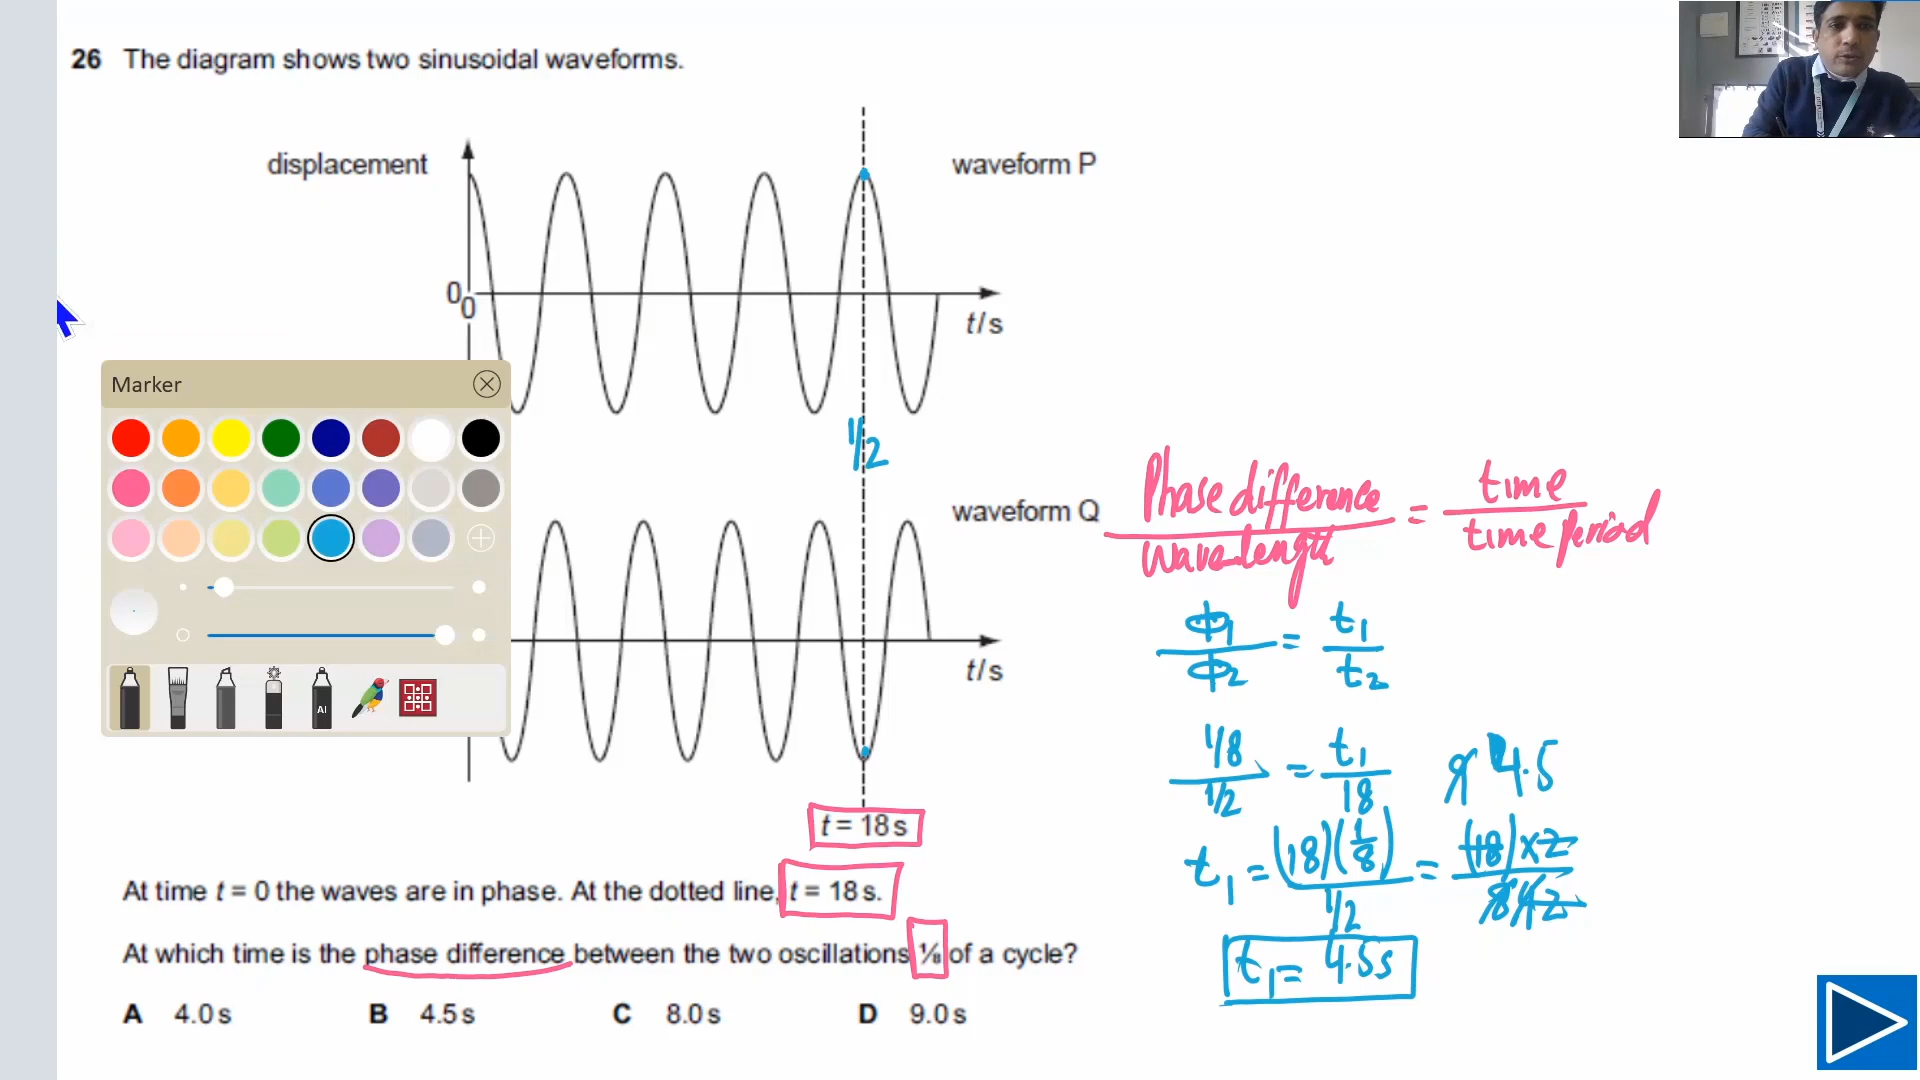 26 The diagram shows two sinusoidal waveforms.
displacement
waveform P
0
0
t/s
Marker
AI
1/2
waveform Q
t/s
Phase difference / wavelength = time / time period
ϕ1/ϕ2 = t1/t2
1/8 / 1/2 = t1/18
9 4.5
t1 = (18)(1/8) / 1/2 = (18)×2 / 8 4 2
t1 = 4.5s
t = 18 s
At time t = 0 the waves are in phase. At the dotted line, t = 18 s.
At which time is the phase difference between the two oscillations ⅛ of a cycle?
A 4.0 s B 4.5 s C 8.0 s D 9.0 s